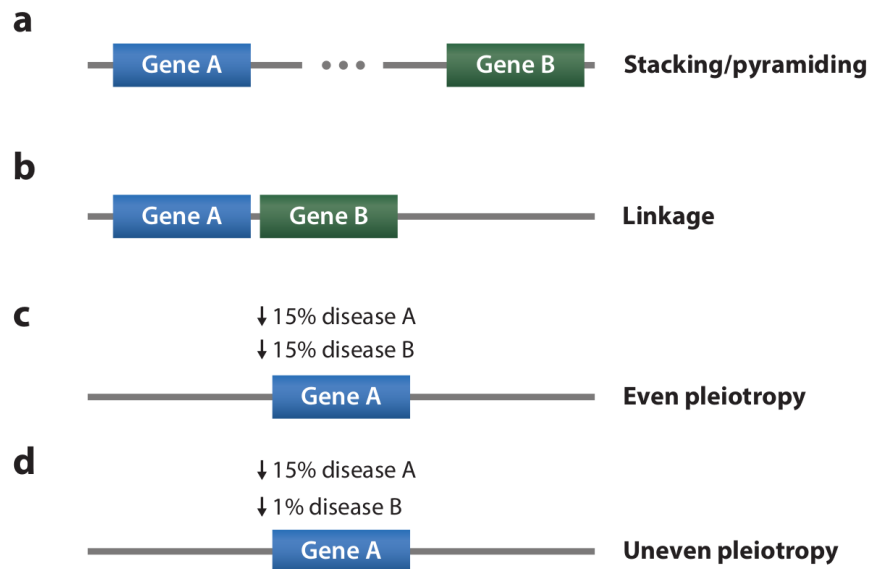 a
Gene A
Gene B
Stacking/pyramiding
b
Gene A
Gene B
Linkage
c
↓ 15% disease A
↓ 15% disease B
Gene A
Even pleiotropy
d
↓ 15% disease A
↓ 1% disease B
Gene A
Uneven pleiotropy